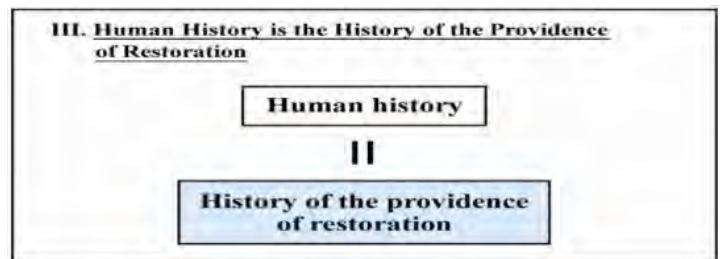 III. Human History is the History of the Providence
of Restoration
Human history
History of the providence
of restoration